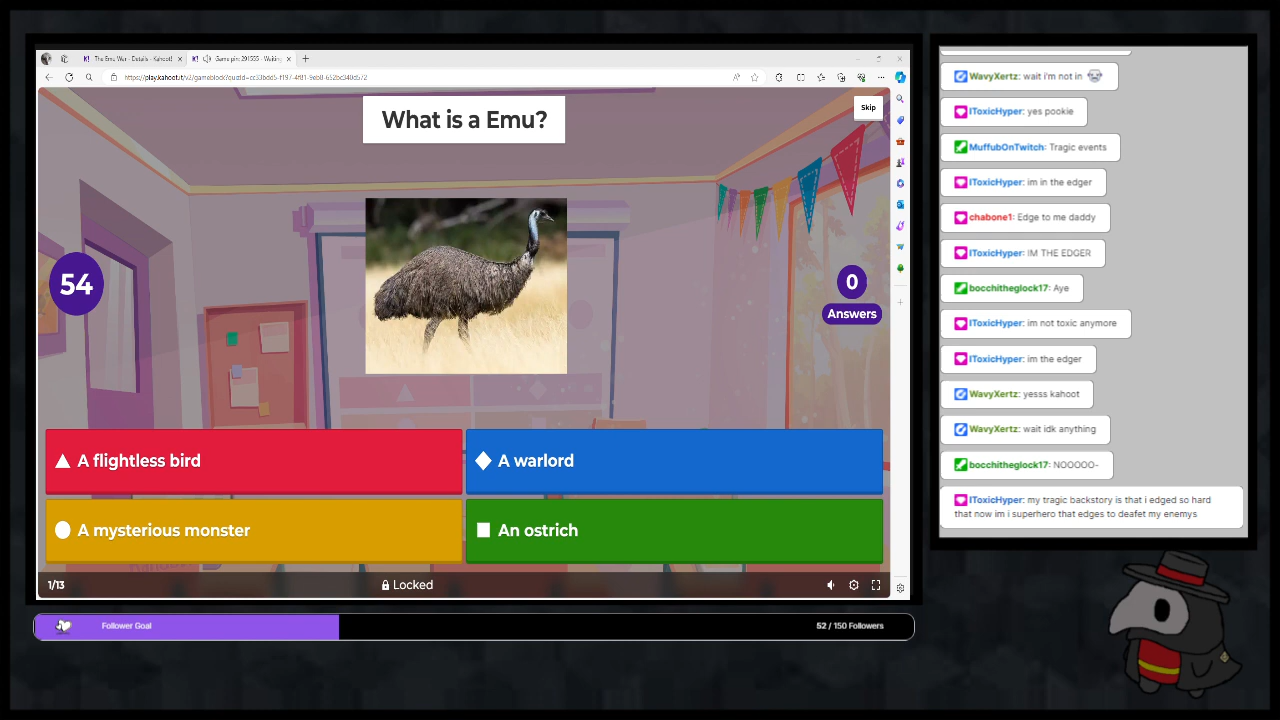 The Emu War - Details - Kahoot!
Game pin: 291555 - Waiting
What is a Emu?
Skip
54
0
Answers
A flightless bird
A warlord
A mysterious monster
An ostrich
1/13
Locked
Follower Goal
52 / 150 Followers
WavyXertz: wait i'm not in
IToxicHyper: yes pookie
MuffubOnTwitch: Tragic events
IToxicHyper: im in the edger
chabone1: Edge to me daddy
IToxicHyper: IM THE EDGER
bocchitheglock17: Aye
IToxicHyper: im not toxic anymore
IToxicHyper: im the edger
WavyXertz: yesss kahoot
WavyXertz: wait idk anything
bocchitheglock17: NOOOOO-
IToxicHyper: my tragic backstory is that i edged so hard
that now im i superhero that edges to deafet my enemys